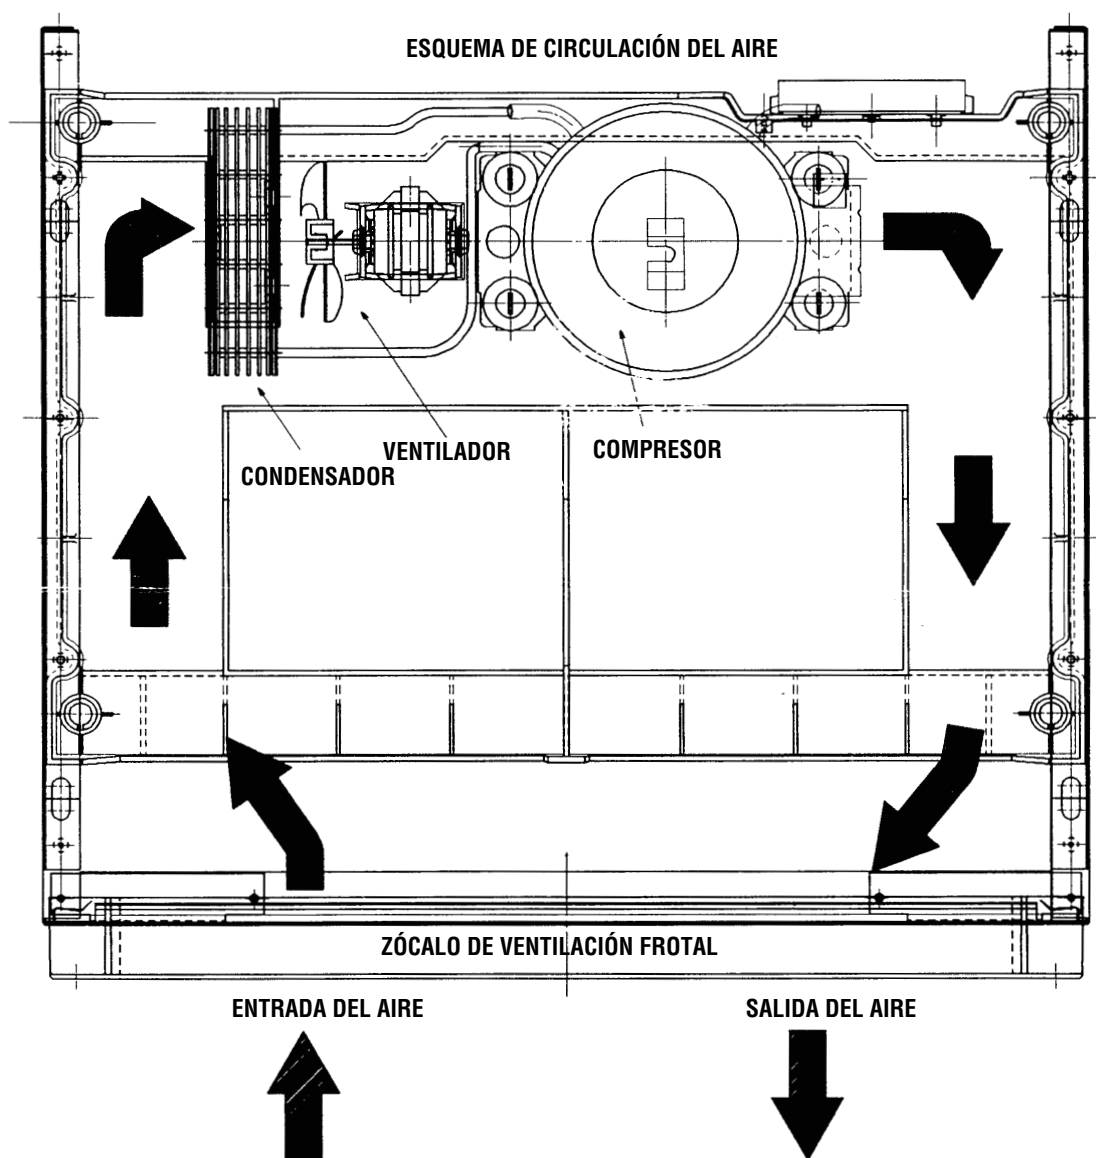 ESQUEMA DE CIRCULACIÓN DEL AIRE
VENTILADOR
COMPRESOR
CONDENSADOR
ZÓCALO DE VENTILACIÓN FROTAL
ENTRADA DEL AIRE
SALIDA DEL AIRE